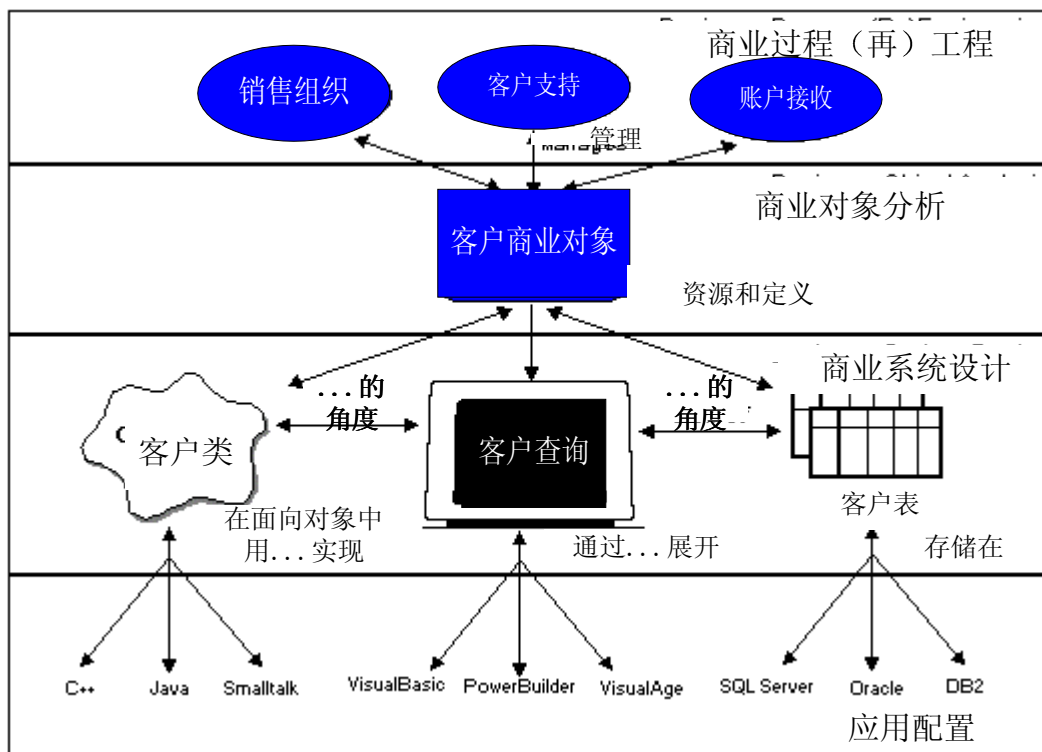 商业过程（再）工程
销售组织
客户支持
账户接收
管理
商业对象分析
客户商业对象
资源和定义
商业系统设计
...的
角度
...的
角度
客户类
客户查询
客户表
在面向对象中
用...实现
通过...展开
存储在
C++
Java
Smalltalk
VisualBasic
PowerBuilder
VisualAge
SQL Server
Oracle
DB2
应用配置